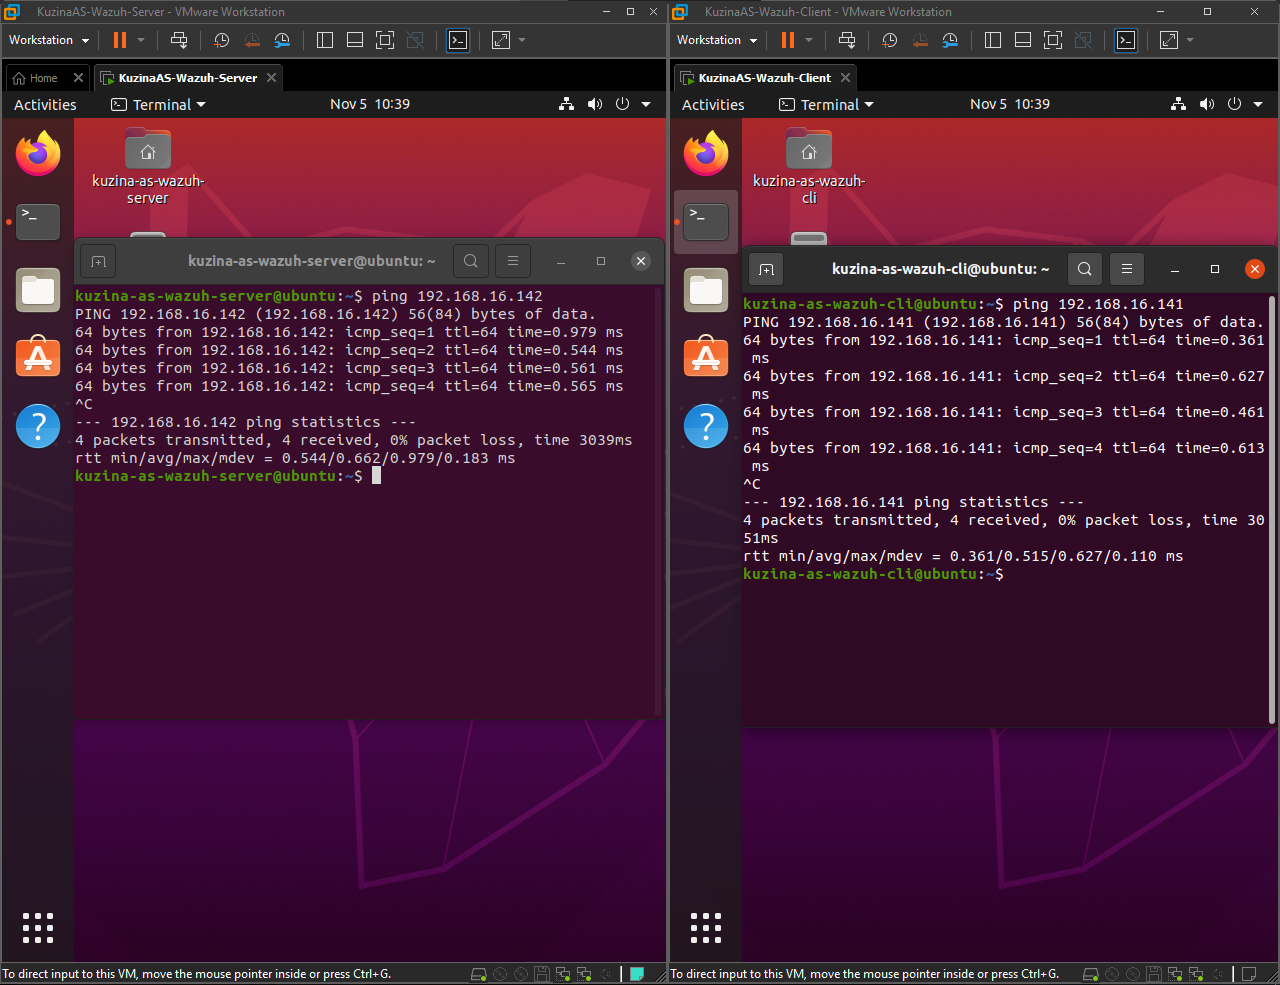 KuzinaAS-Wazuh-Server - VMware Workstation
Workstation
Home
KuzinaAS-Wazuh-Server
Activities
Terminal
Nov 5 10:39
kuzina-as-wazuh-
server
kuzina-as-wazuh-server@ubuntu: ~
kuzina-as-wazuh-server@ubuntu:~$ ping 192.168.16.142
PING 192.168.16.142 (192.168.16.142) 56(84) bytes of data.
64 bytes from 192.168.16.142: icmp_seq=1 ttl=64 time=0.979 ms
64 bytes from 192.168.16.142: icmp_seq=2 ttl=64 time=0.544 ms
64 bytes from 192.168.16.142: icmp_seq=3 ttl=64 time=0.561 ms
64 bytes from 192.168.16.142: icmp_seq=4 ttl=64 time=0.565 ms
^C
--- 192.168.16.142 ping statistics ---
4 packets transmitted, 4 received, 0% packet loss, time 3039ms
rtt min/avg/max/mdev = 0.544/0.662/0.979/0.183 ms
kuzina-as-wazuh-server@ubuntu:~$
To direct input to this VM, move the mouse pointer inside or press Ctrl+G.
KuzinaAS-Wazuh-Client - VMware Workstation
Workstation
KuzinaAS-Wazuh-Client
Activities
Terminal
Nov 5 10:39
kuzina-as-wazuh-
cli
kuzina-as-wazuh-cli@ubuntu: ~
kuzina-as-wazuh-cli@ubuntu:~$ ping 192.168.16.141
PING 192.168.16.141 (192.168.16.141) 56(84) bytes of data.
64 bytes from 192.168.16.141: icmp_seq=1 ttl=64 time=0.361
ms
64 bytes from 192.168.16.141: icmp_seq=2 ttl=64 time=0.627
ms
64 bytes from 192.168.16.141: icmp_seq=3 ttl=64 time=0.461
ms
64 bytes from 192.168.16.141: icmp_seq=4 ttl=64 time=0.613
ms
^C
--- 192.168.16.141 ping statistics ---
4 packets transmitted, 4 received, 0% packet loss, time 30
51ms
rtt min/avg/max/mdev = 0.361/0.515/0.627/0.110 ms
kuzina-as-wazuh-cli@ubuntu:~$
To direct input to this VM, move the mouse pointer inside or press Ctrl+G.